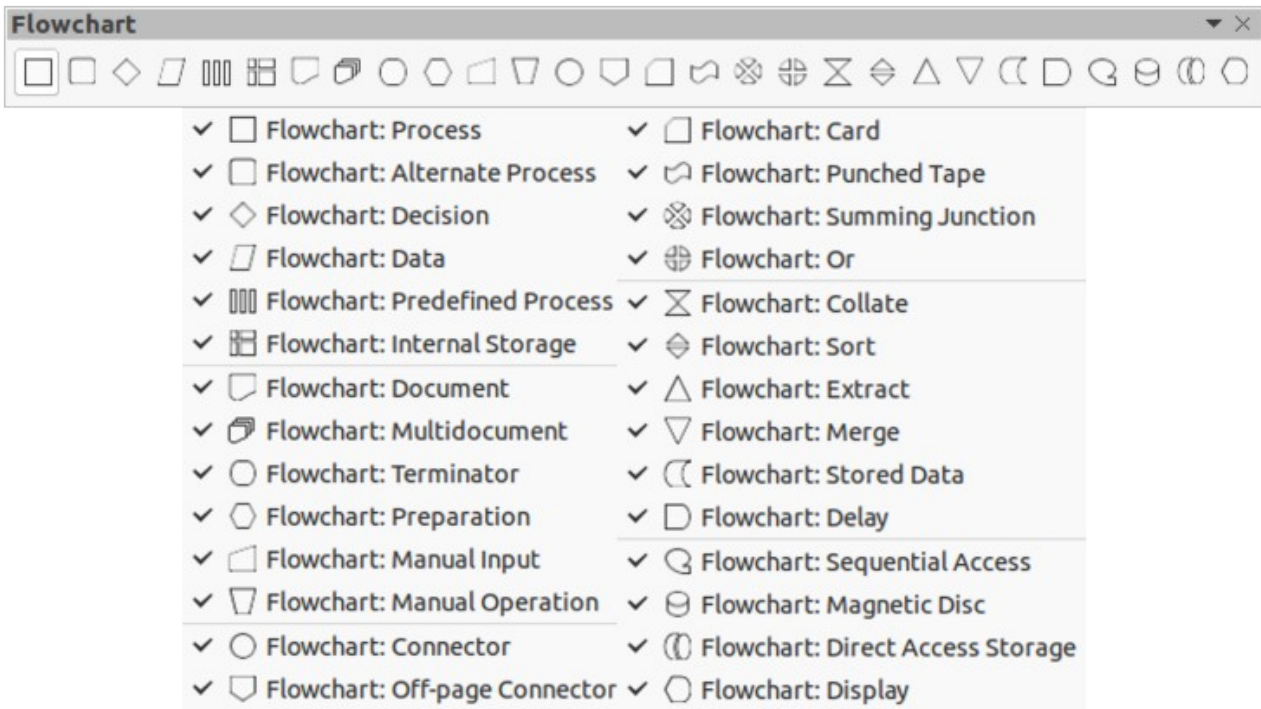 Flowchart
Flowchart: Process
Flowchart: Alternate Process
Flowchart: Decision
Flowchart: Data
Flowchart: Predefined Process
Flowchart: Internal Storage
Flowchart: Document
Flowchart: Multidocument
Flowchart: Terminator
Flowchart: Preparation
Flowchart: Manual Input
Flowchart: Manual Operation
Flowchart: Connector
Flowchart: Off-page Connector
Flowchart: Card
Flowchart: Punched Tape
Flowchart: Summing Junction
Flowchart: Or
Flowchart: Collate
Flowchart: Sort
Flowchart: Extract
Flowchart: Merge
Flowchart: Stored Data
Flowchart: Delay
Flowchart: Sequential Access
Flowchart: Magnetic Disc
Flowchart: Direct Access Storage
Flowchart: Display